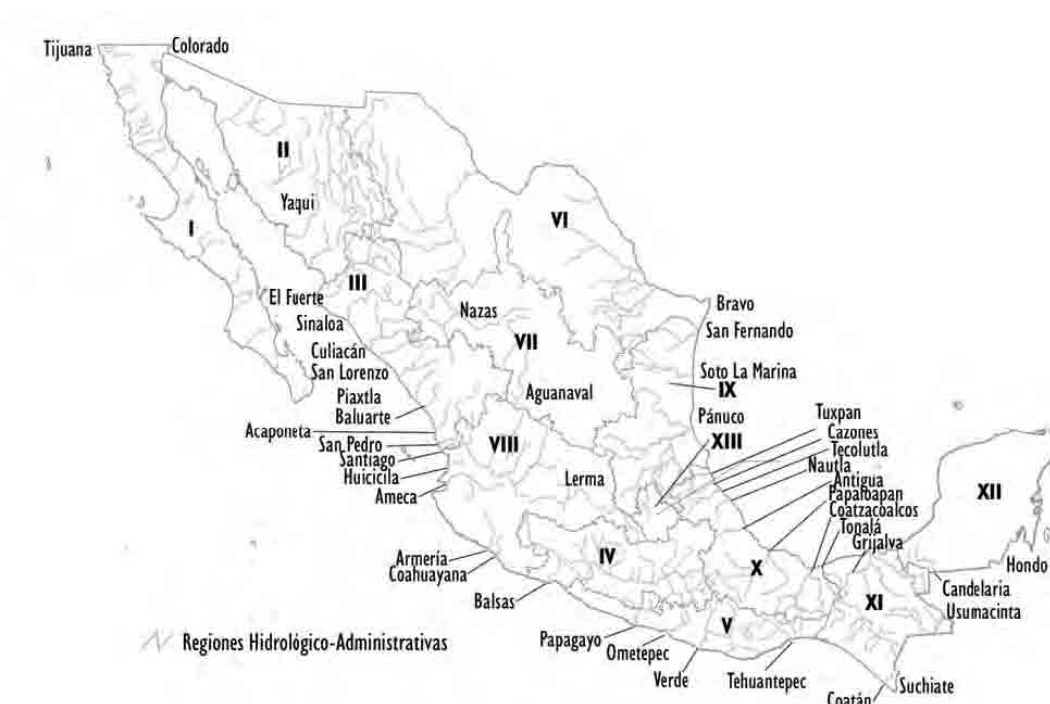 Tijuana
Colorado
II
Yaqui
I
VI
III
El Fuerte
Sinaloa
Nazas
Bravo
San Fernando
Culiacán
San Lorenzo
VII
Soto La Marina
IX
Piaxtla
Baluarte
Aguanaval
Pánuco
XIII
Tuxpan
Cazones
Tecolutla
Nautla
Antigua
Papaloapan
Coatzacoalcos
Tonalá
Grijalva
Acaponeta
San Pedro
Santiago
Huicicila
Ameca
VIII
Lerma
XII
Armería
Coahuayana
IV
X
Hondo
Candelaria
Usumacinta
XI
Balsas
V
Papagayo
Ometepec
Verde
Tehuantepec
Suchiate
Coatán
Regiones Hidrológico-Administrativas